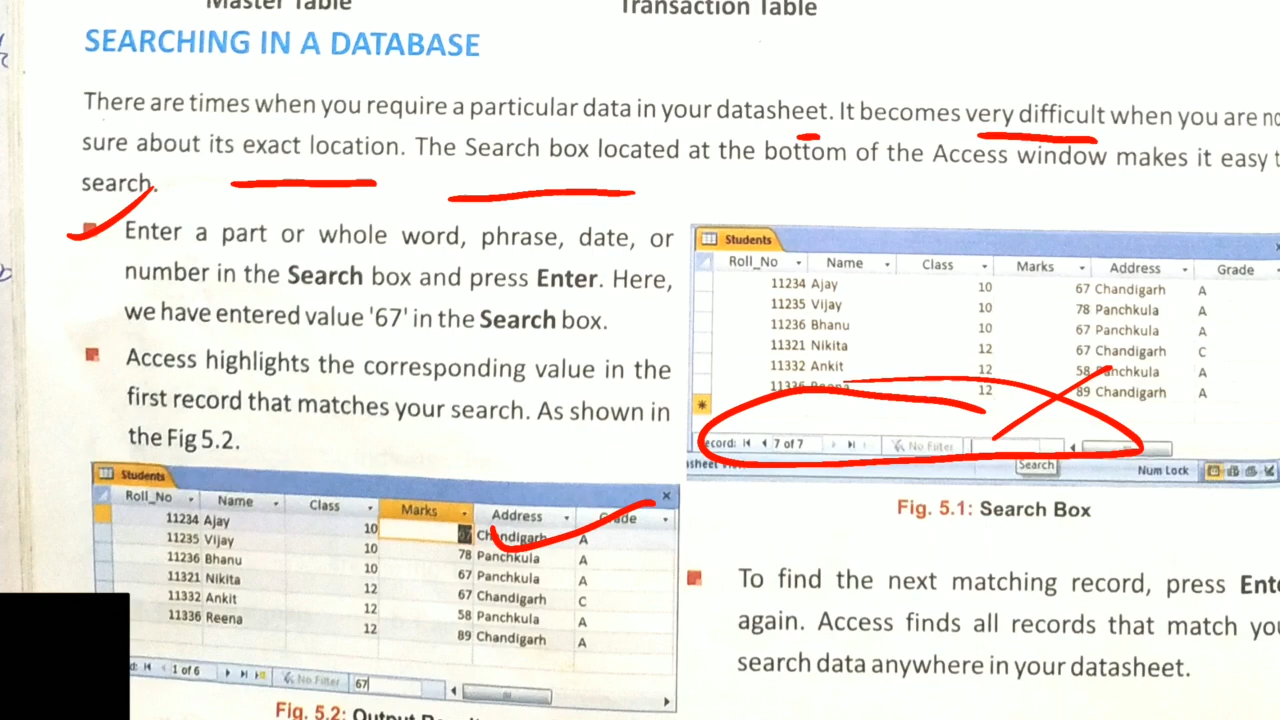 Master Table
Transaction Table
SEARCHING IN A DATABASE
There are times when you require a particular data in your datasheet. It becomes very difficult when you are
sure about its exact location. The Search box located at the bottom of the Access window makes it easy
search.
Enter a part or whole word, phrase, date, or
number in the Search box and press Enter. Here,
we have entered value '67' in the Search box.
Access highlights the corresponding value in the
first record that matches your search. As shown in
the Fig 5.2.
Students
Roll_No Name Class Marks Address Grade
11234 Ajay 10 67 Chandigarh A
11235 Vijay 10 78 Panchkula A
11236 Bhanu 10 67 Panchkula A
11321 Nikita 12 67 Chandigarh C
11332 Ankit 12 58 Panchkula A
11336 Reena 12 89 Chandigarh A
Record: 7 of 7 No Filter
Search
Num Lock
Fig. 5.1: Search Box
Students
Roll_No Name Class Marks Address Grade
11234 Ajay 10 67 Chandigarh A
11235 Vijay 10 78 Panchkula A
11236 Bhanu 10 67 Panchkula A
11321 Nikita 12 67 Chandigarh C
11332 Ankit 12 58 Panchkula A
11336 Reena 12 89 Chandigarh A
1 of 6 No Filter 67
Fig. 5.2: Output
To find the next matching record, press
again. Access finds all records that match
search data anywhere in your datasheet.